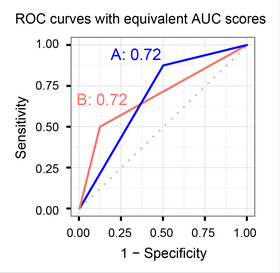 ROC curves with equivalent AUC scores
1.00
A: 0.72
0.75
B: 0.72
0.50
0.25
0.00
Sensitivity
0.00 0.25 0.50 0.75 1.00
1 − Specificity